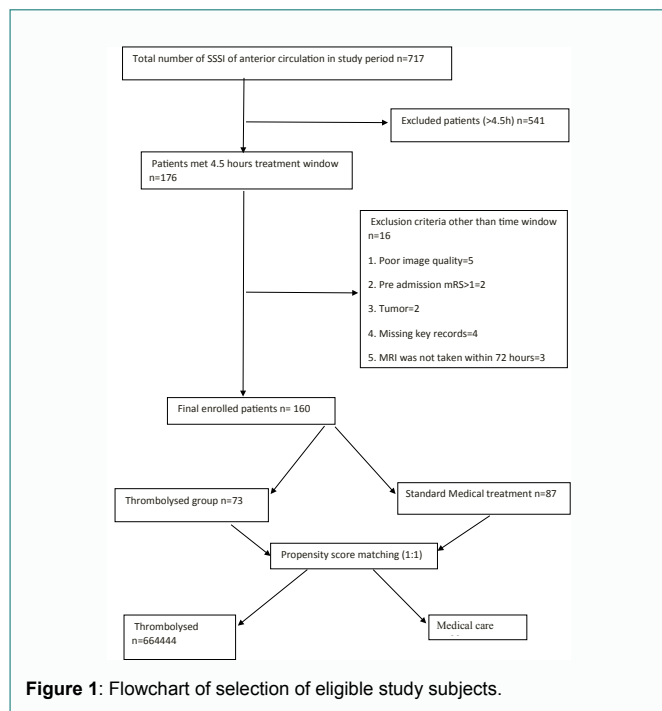 Total number of SSSI of anterior circulation in study period n=717
Excluded patients (>4.5h) n=541
Patients met 4.5 hours treatment window
n=176
Exclusion criteria other than time window
n=16
1. Poor image quality=5
2. Pre admission mRS>1=2
3. Tumor=2
4. Missing key records=4
5. MRI was not taken within 72 hours=3
Final enrolled patients n= 160
Thrombolysed group n=73
Standard Medical treatment n=87
Propensity score matching (1:1)
Thrombolysed
n=664444
Medical care
Figure 1: Flowchart of selection of eligible study subjects.